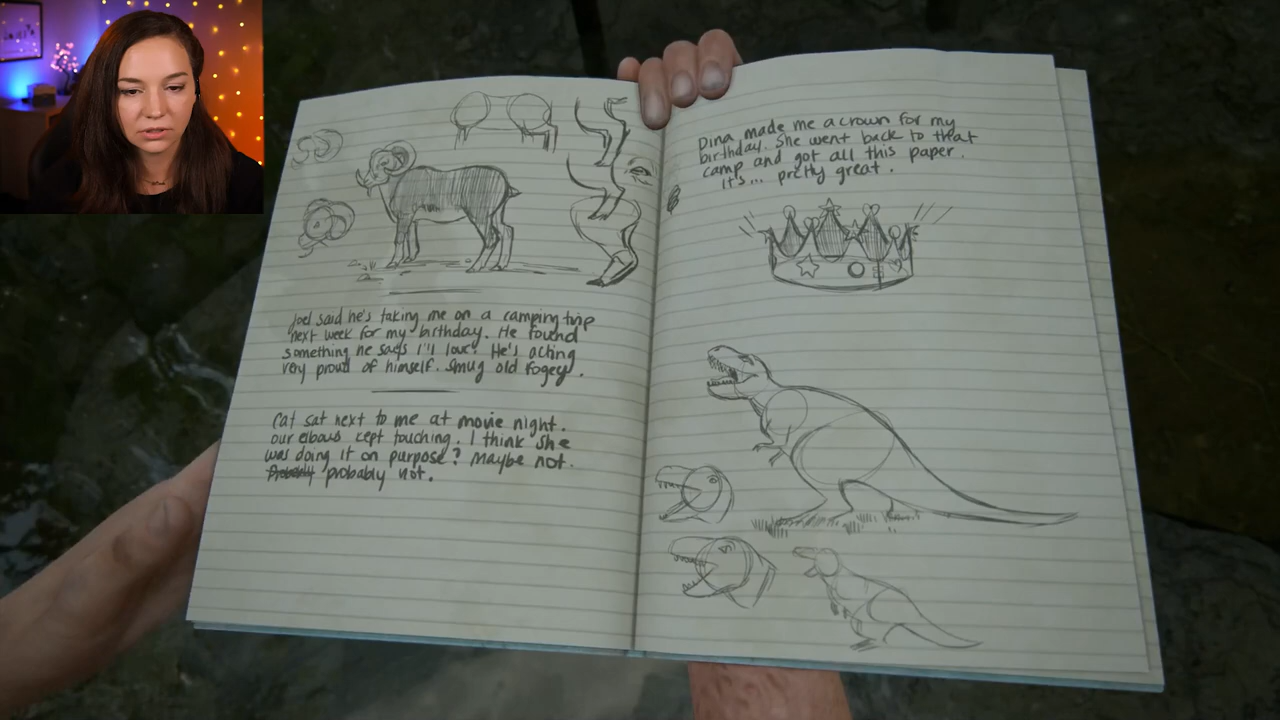 Joel said he's taking me on a camping trip
next week for my birthday. He found
something he says I'll love. He's acting
very proud of himself. Smug old fogey.
Cat sat next to me at movie night.
our elbows kept touching. I think she
was doing it on purpose? Maybe not.
Probably probably not.
Dina made me a crown for my
birthday. She went back to that
camp and got all this paper.
It's... pretty great.